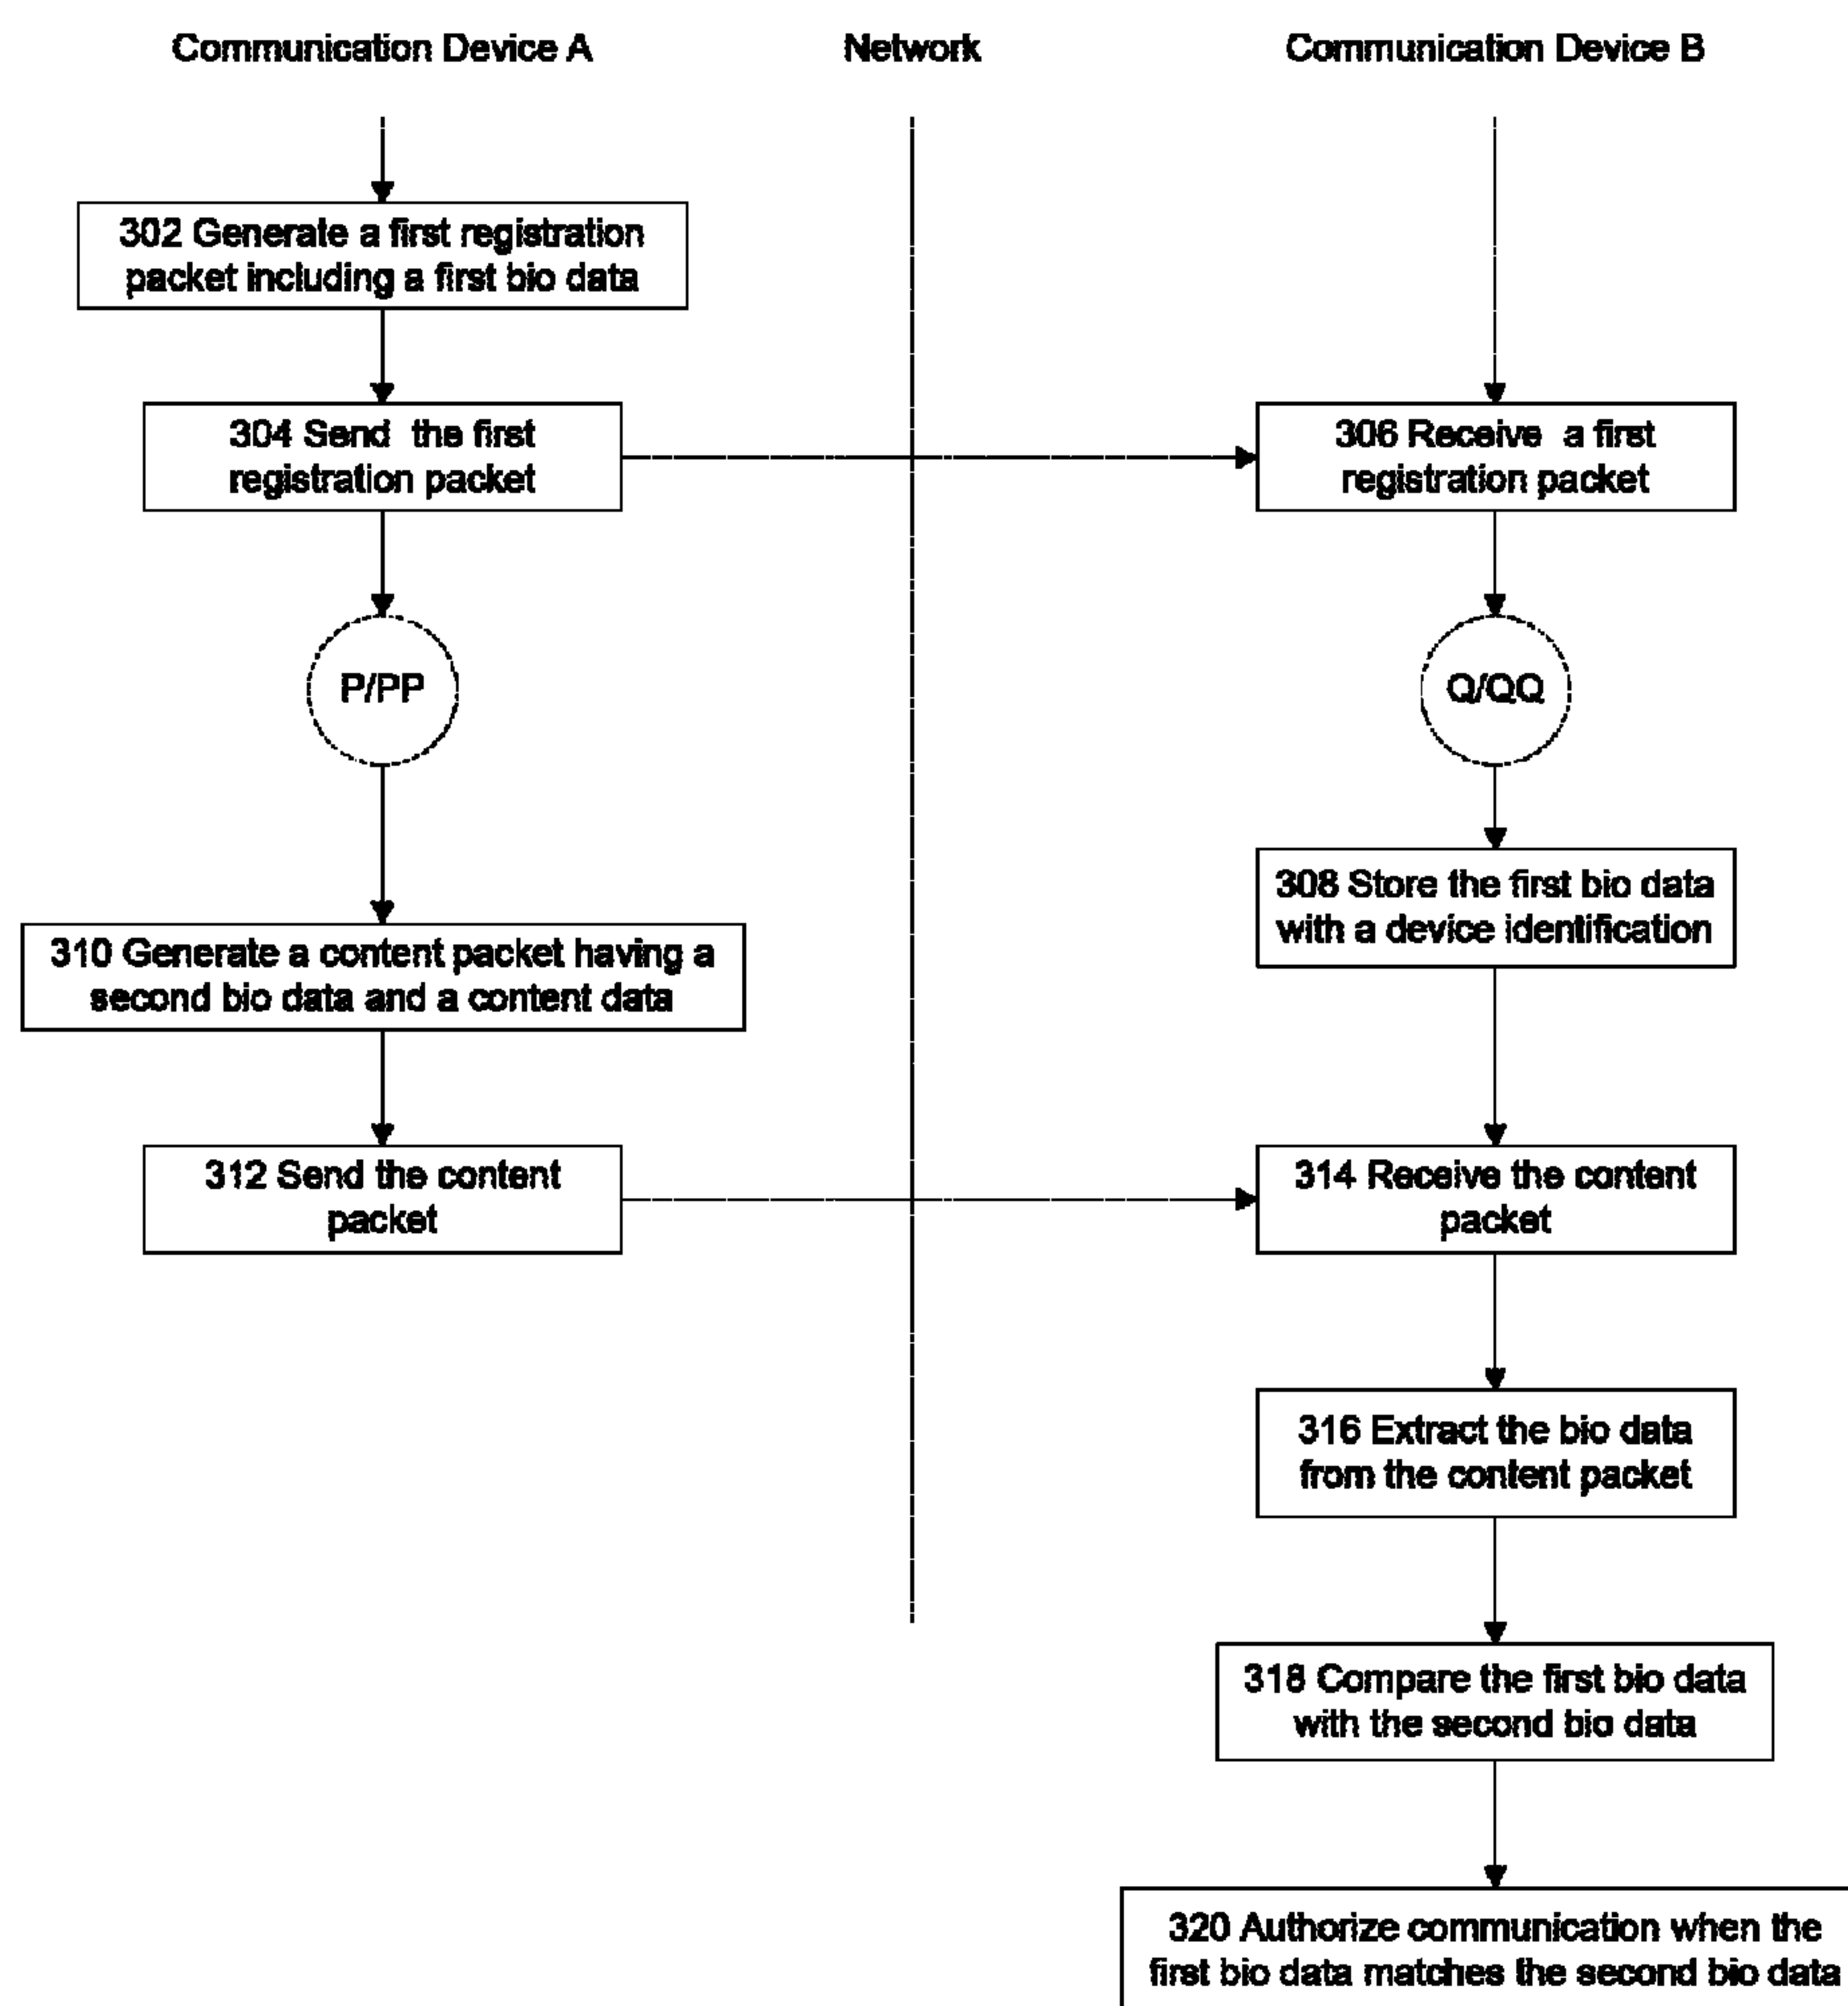 Communication Device A
Network
Communication Device B
302 Generate a first registration
packet including a first bio data
304 Send the first
registration packet
306 Receive a first
registration packet
P/PP
Q/QQ
308 Store the first bio data
with a device identification
310 Generate a content packet having a
second bio data and a content data
312 Send the content
packet
314 Receive the content
packet
316 Extract the bio data
from the content packet
318 Compare the first bio data
with the second bio data
320 Authorize communication when the
first bio data matches the second bio data